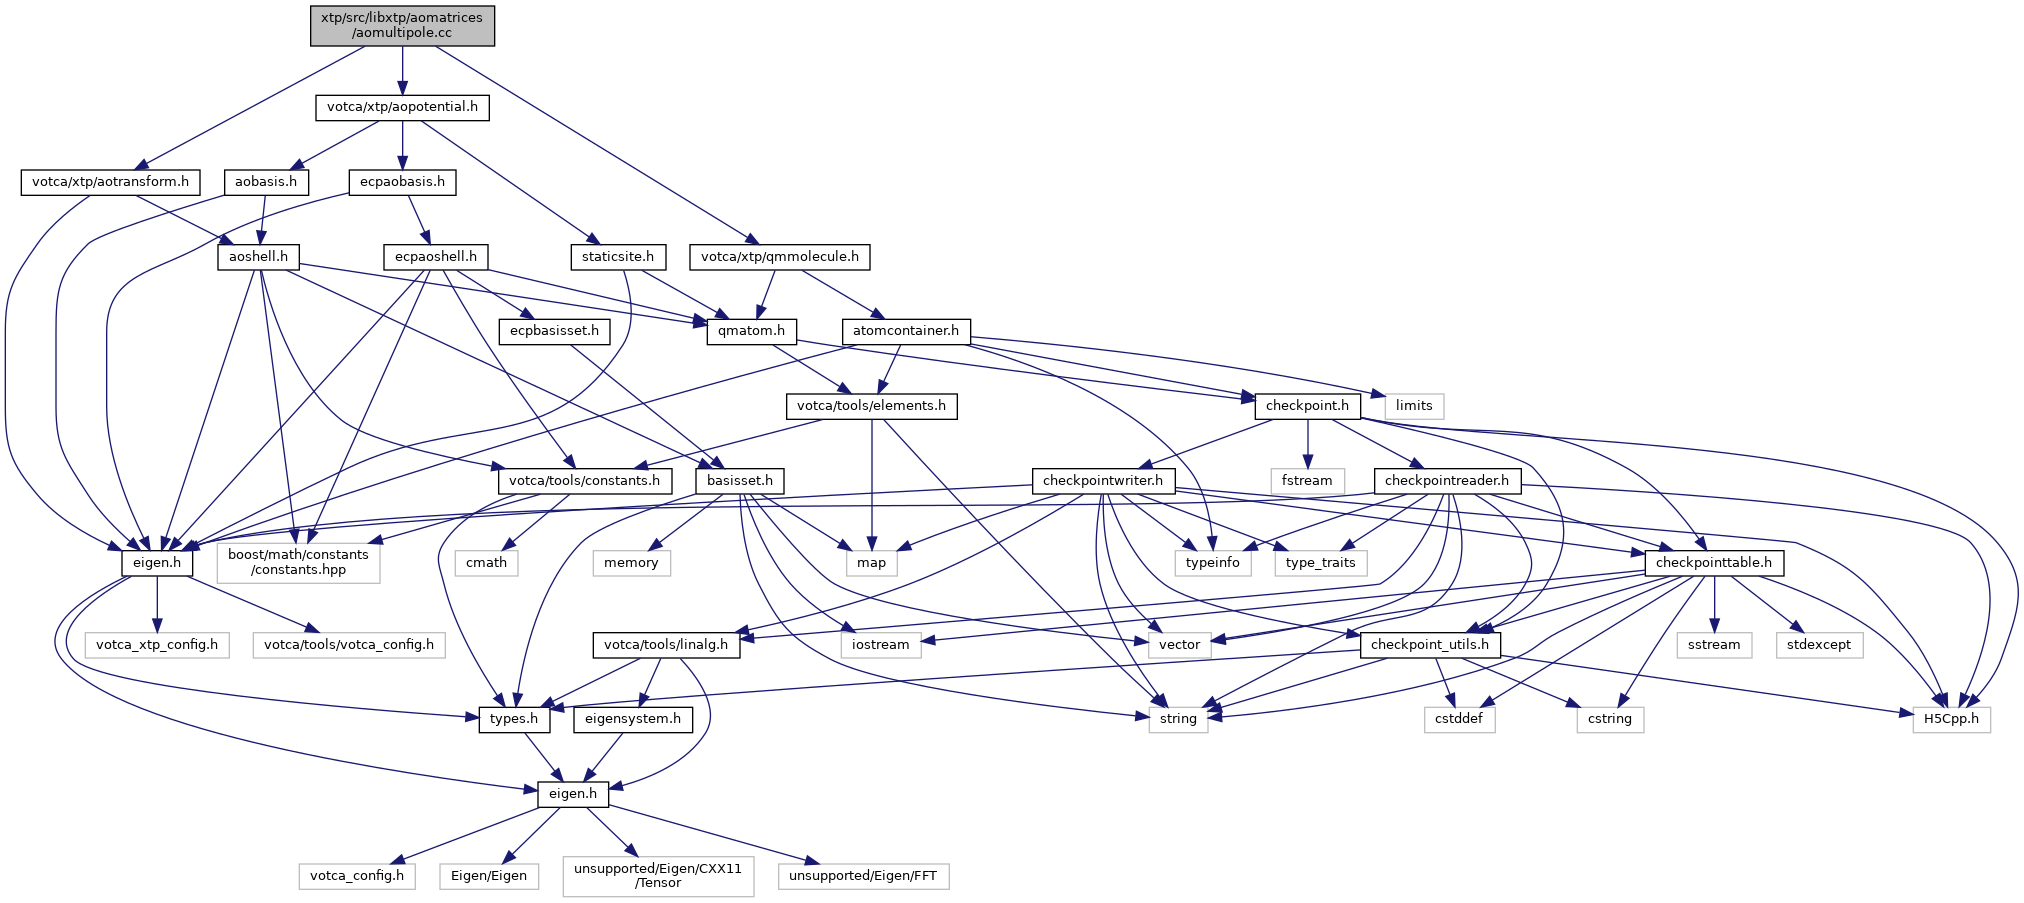 xtp/src/libxtp/aomatrices
/aomultipole.cc
votca/xtp/aopotential.h
votca/xtp/aotransform.h
aobasis.h
ecpaobasis.h
aoshell.h
ecpaoshell.h
staticsite.h
votca/xtp/qmmolecule.h
ecpbasisset.h
qmatom.h
atomcontainer.h
votca/tools/elements.h
checkpoint.h
limits
votca/tools/constants.h
basisset.h
checkpointwriter.h
fstream
checkpointreader.h
eigen.h
boost/math/constants
/constants.hpp
cmath
memory
map
typeinfo
type_traits
checkpointtable.h
votca_xtp_config.h
votca/tools/votca_config.h
votca/tools/linalg.h
iostream
vector
checkpoint_utils.h
sstream
stdexcept
types.h
eigensystem.h
string
cstddef
cstring
H5Cpp.h
eigen.h
votca_config.h
Eigen/Eigen
unsupported/Eigen/CXX11
/Tensor
unsupported/Eigen/FFT